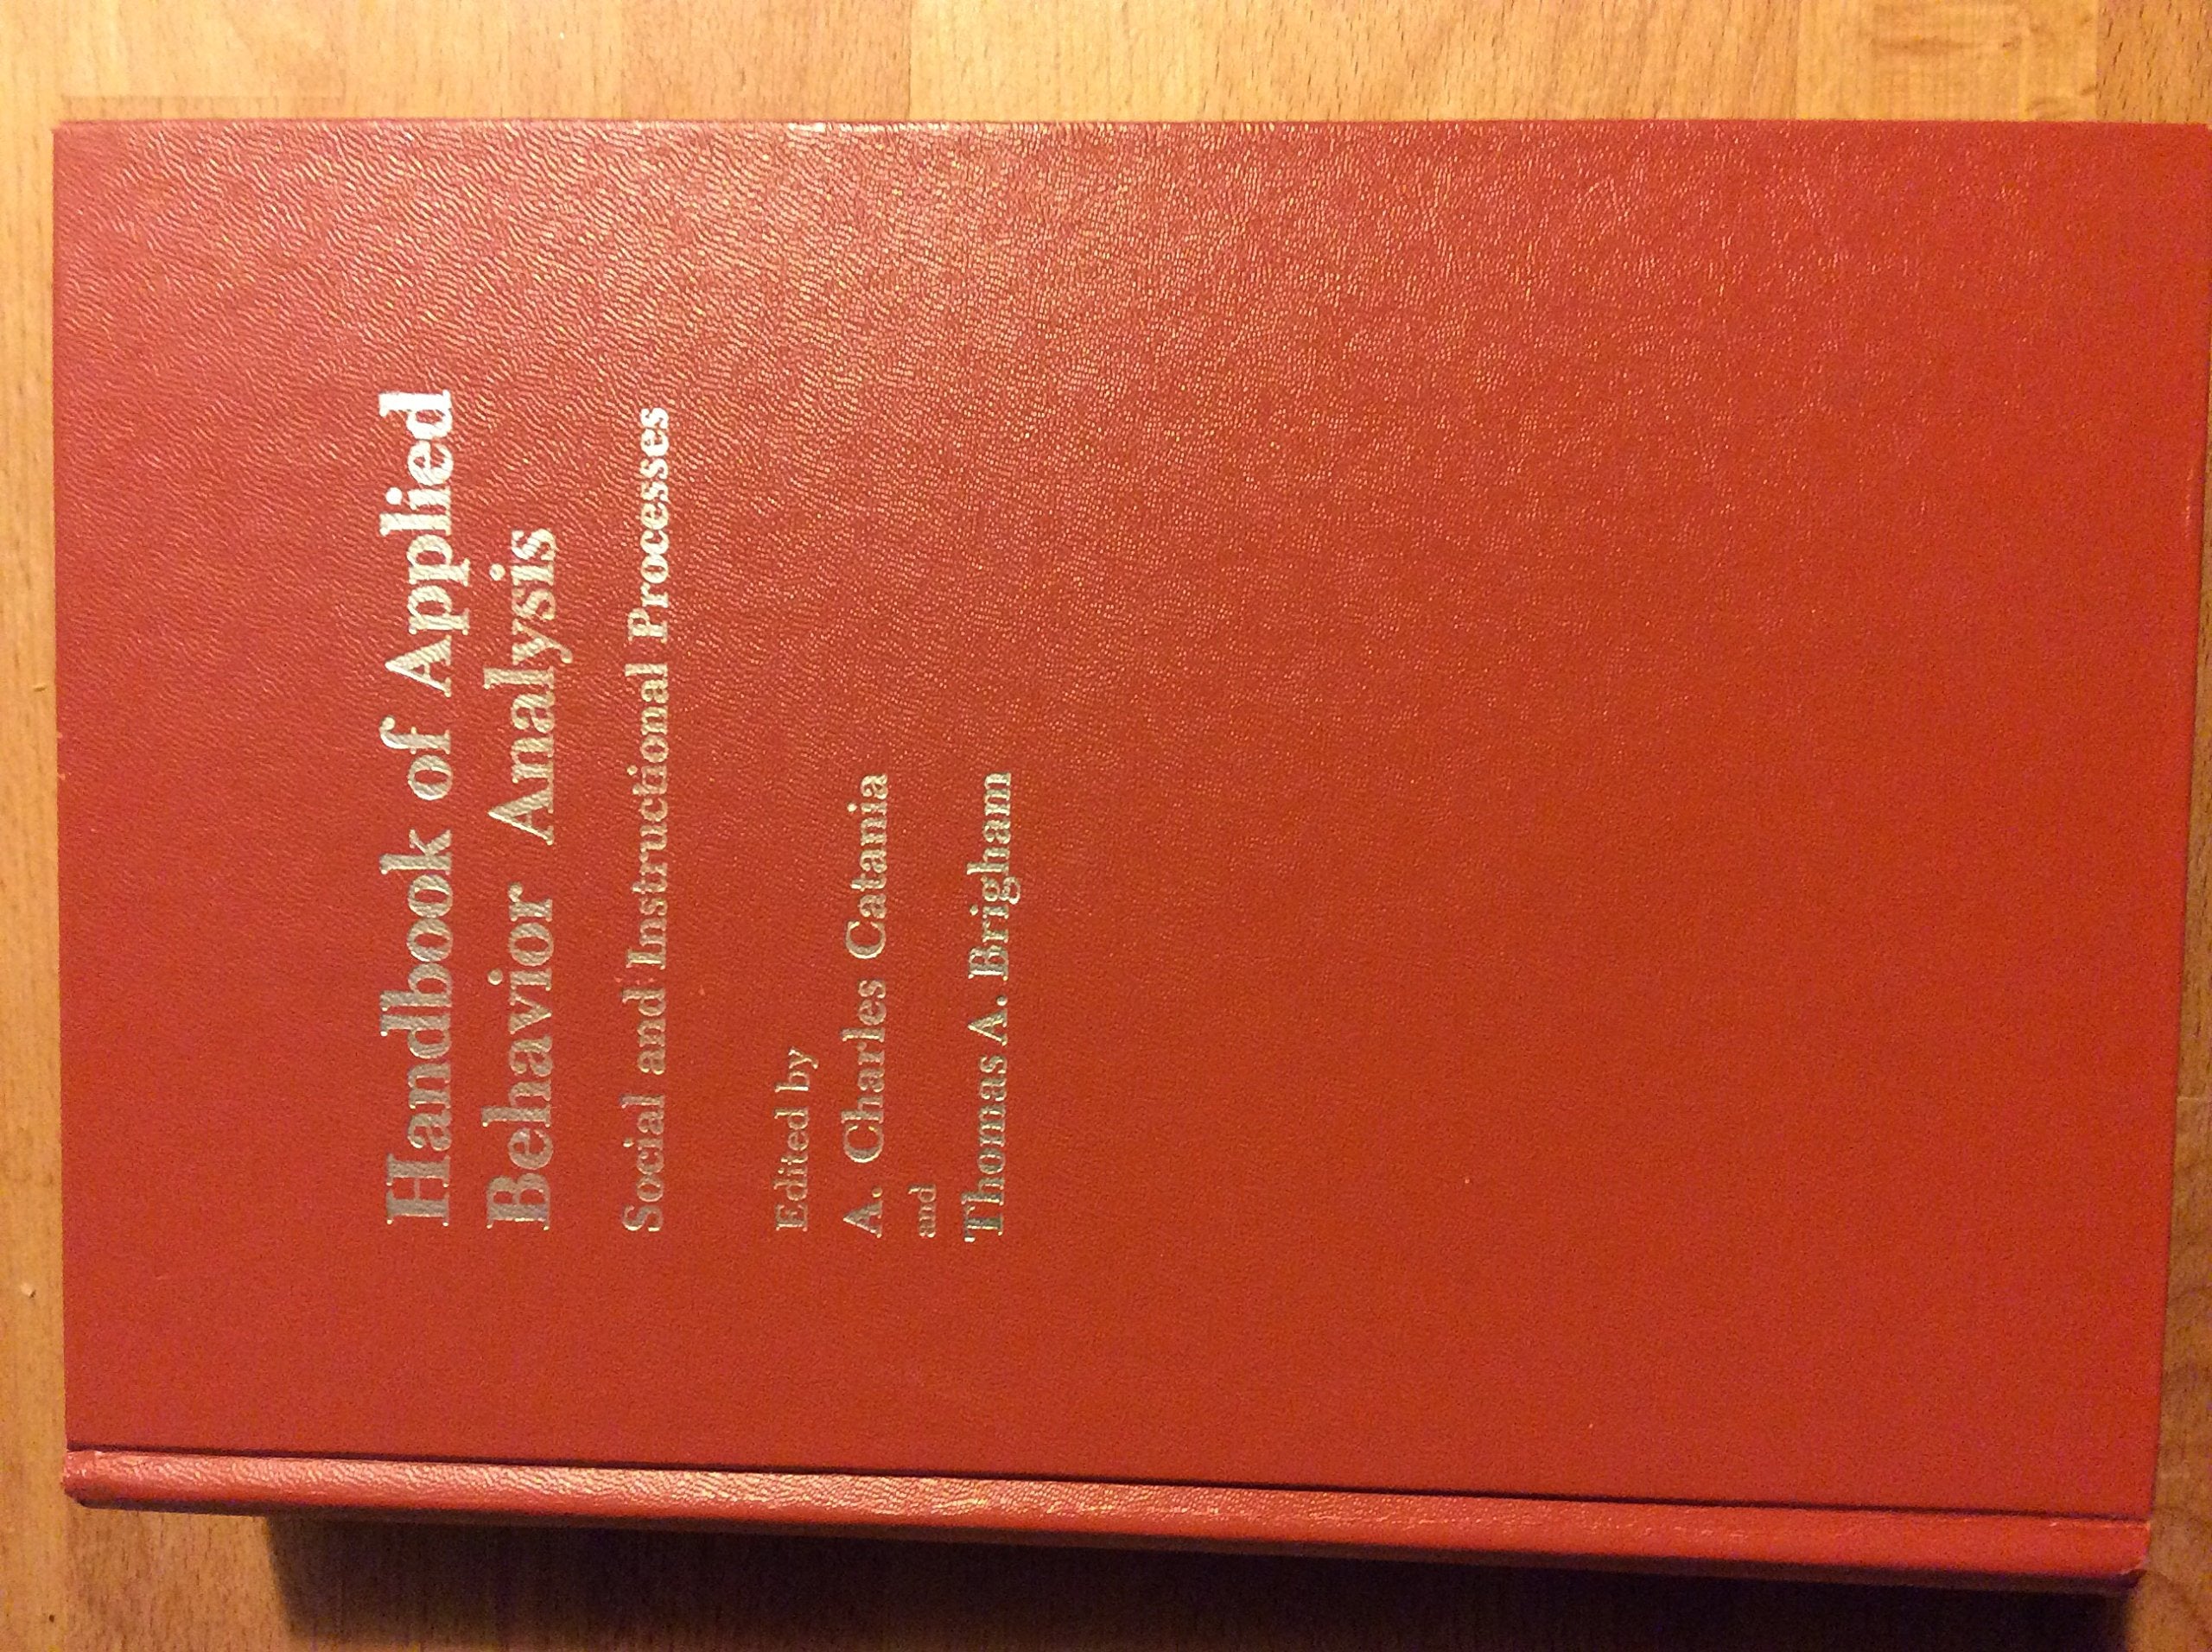 Handbook of Applied
Behavior Analysis
Social and Instructional Processes
Edited by
A. Charles Catania
and
Thomas A. Brigham